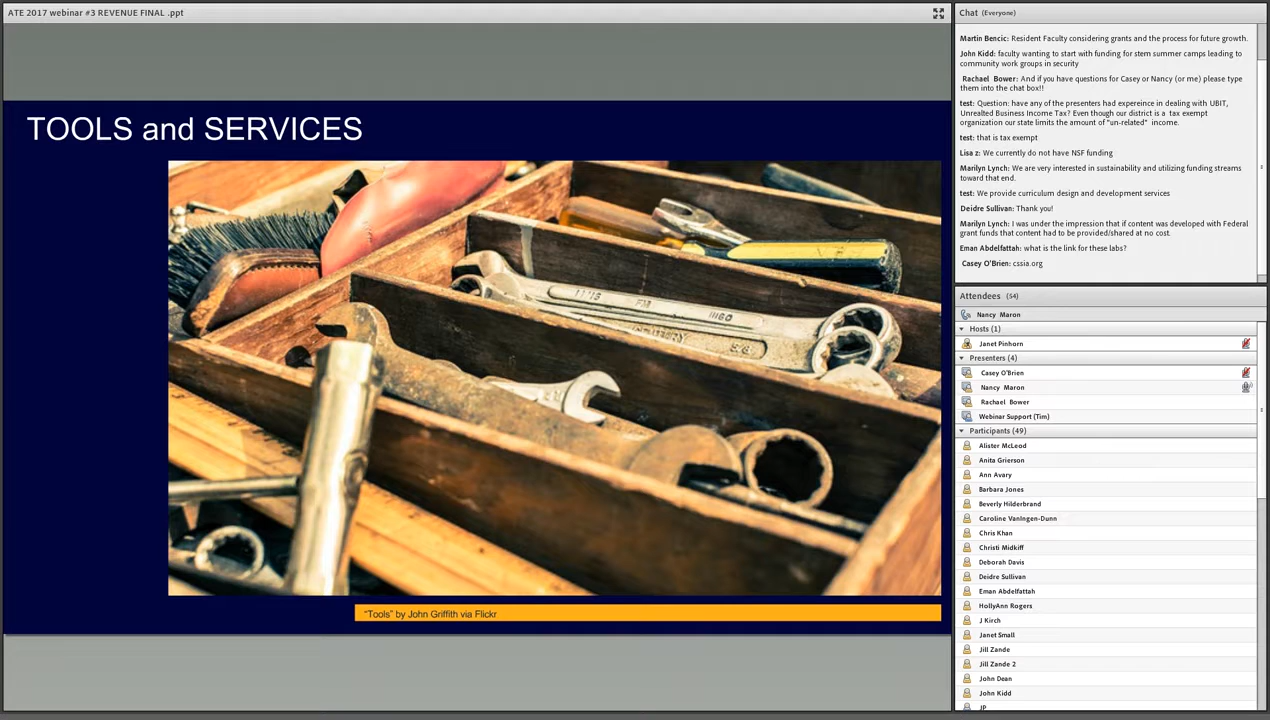 ATE 2017 webinar #3 REVENUE FINAL .ppt
TOOLS and SERVICES
"Tools" by John Griffith via Flickr
Chat (Everyone)
Martin Bencic: Resident Faculty considering grants and the process for future growth.
John Kidd: faculty wanting to start with funding for stem summer camps leading to
community work groups in security
Rachael Bower: And if you have questions for Casey or Nancy (or me) please type
them into the chat box!!
test: Question: have any of the presenters had expereince in dealing with UBIT,
Unrealted Business Income Tax? Even though our district is a tax exempt
organization our state limits the amount of "un-related" income.
test: that is tax exempt
Lisa z: We currently do not have NSF funding
Marilyn Lynch: We are very interested in sustainability and utilizing funding streams
toward that end.
test: We provide curriculum design and development services
Deidre Sullivan: Thank you!
Marilyn Lynch: I was under the impression that if content was developed with Federal
grant funds that content had to be provided/shared at no cost.
Eman Abdelfattah: what is the link for these labs?
Casey O'Brien: cssia.org
Attendees (54)
Nancy Maron
Hosts (1)
Janet Pinhorn
Presenters (4)
Casey O'Brien
Nancy Maron
Rachael Bower
Webinar Support (Tim)
Participants (49)
Alister McLeod
Anita Grierson
Ann Avary
Barbara Jones
Beverly Hilderbrand
Caroline VanIngen-Dunn
Chris Khan
Christi Midkiff
Deborah Davis
Deidre Sullivan
Eman Abdelfattah
HollyAnn Rogers
J Kirch
Janet Small
Jill Zande
Jill Zande 2
John Dean
John Kidd
JP